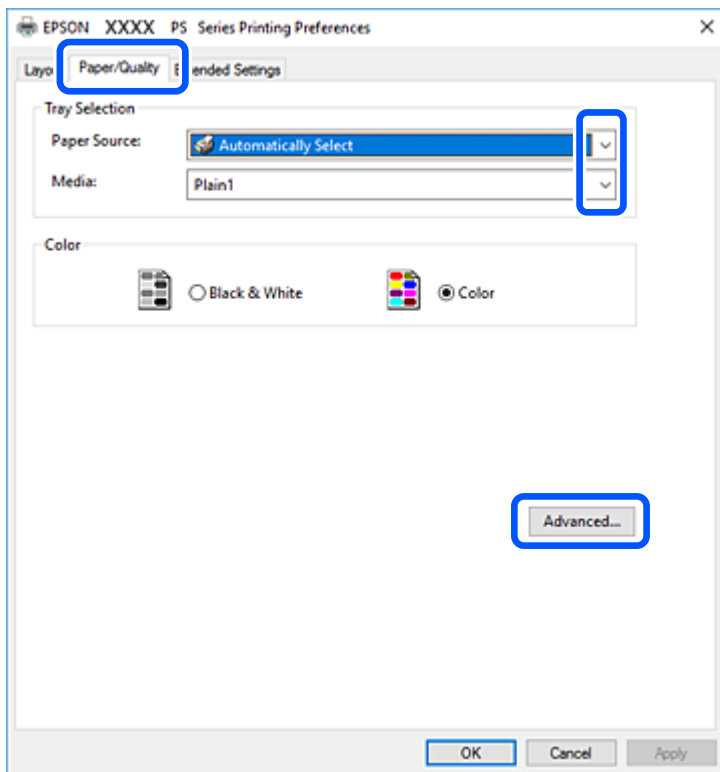 EPSON XXXX PS Series Printing Preferences
Paper/Quality
Tray Selection
Paper Source: Automatically Select
Media: Plain1
Color
Black & White Color
Advanced...
OK Cancel Apply